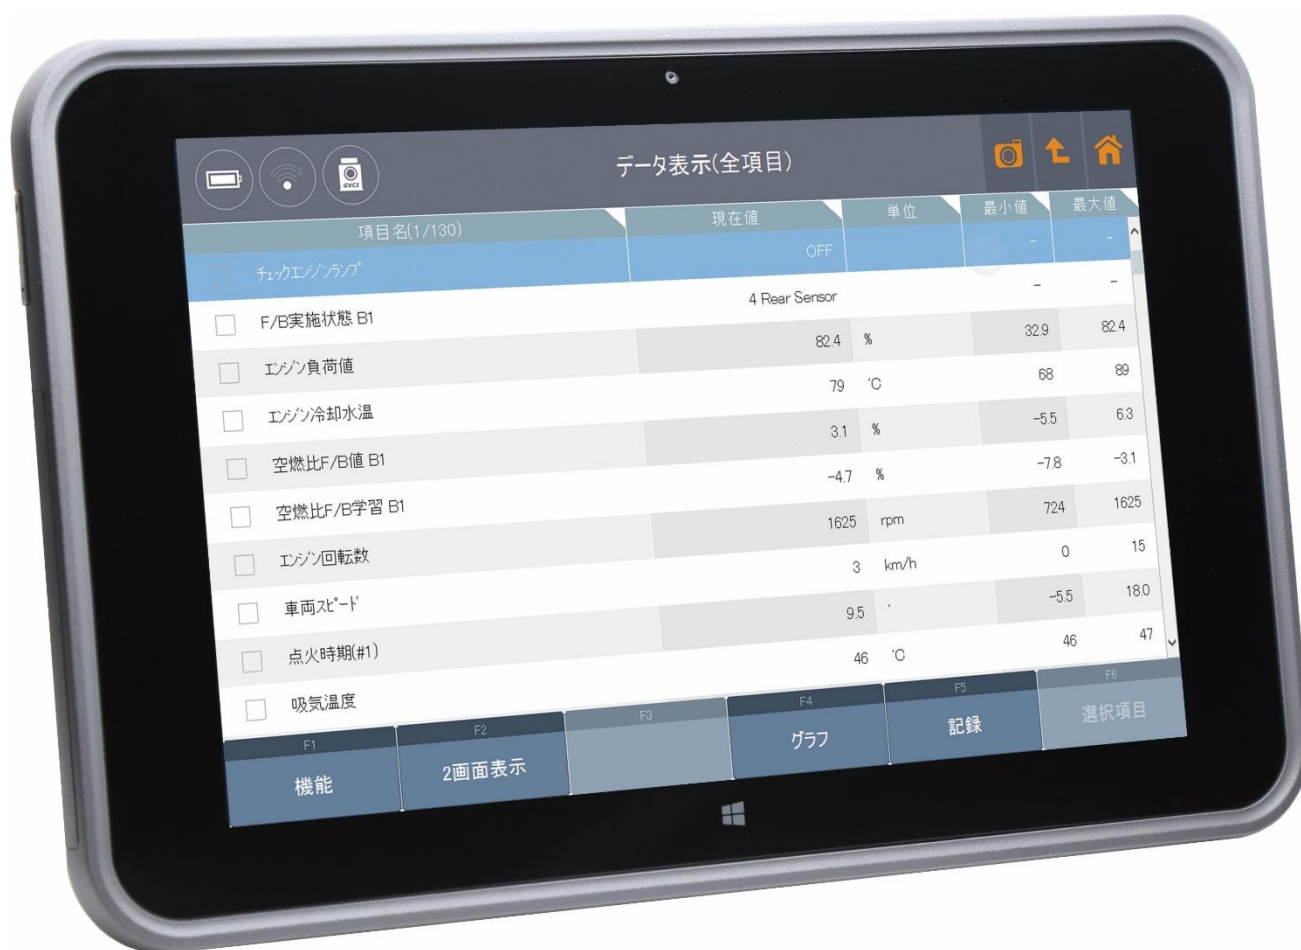 GVCI
データ表示(全項目)
項目名(1/130) 現在値 単位 最小値 最大値
ﾁｪｯｸｴﾝｼﾞﾝﾗﾝﾌﾟ OFF - -
F/B実施状態 B1 4 Rear Sensor - -
ｴﾝｼﾞﾝ負荷値 82.4 % 32.9 82.4
ｴﾝｼﾞﾝ冷却水温 79 ℃ 68 89
空燃比F/B値 B1 3.1 % -5.5 6.3
空燃比F/B学習 B1 -4.7 % -7.8 -3.1
ｴﾝｼﾞﾝ回転数 1625 rpm 724 1625
車両ｽﾋﾟｰﾄﾞ 3 km/h 0 15
点火時期(#1) 9.5 ﾟ -5.5 18.0
吸気温度 46 ℃ 46 47
F1 F2 F3 F4 F5 F6
機能 2画面表示 グラフ 記録 選択項目